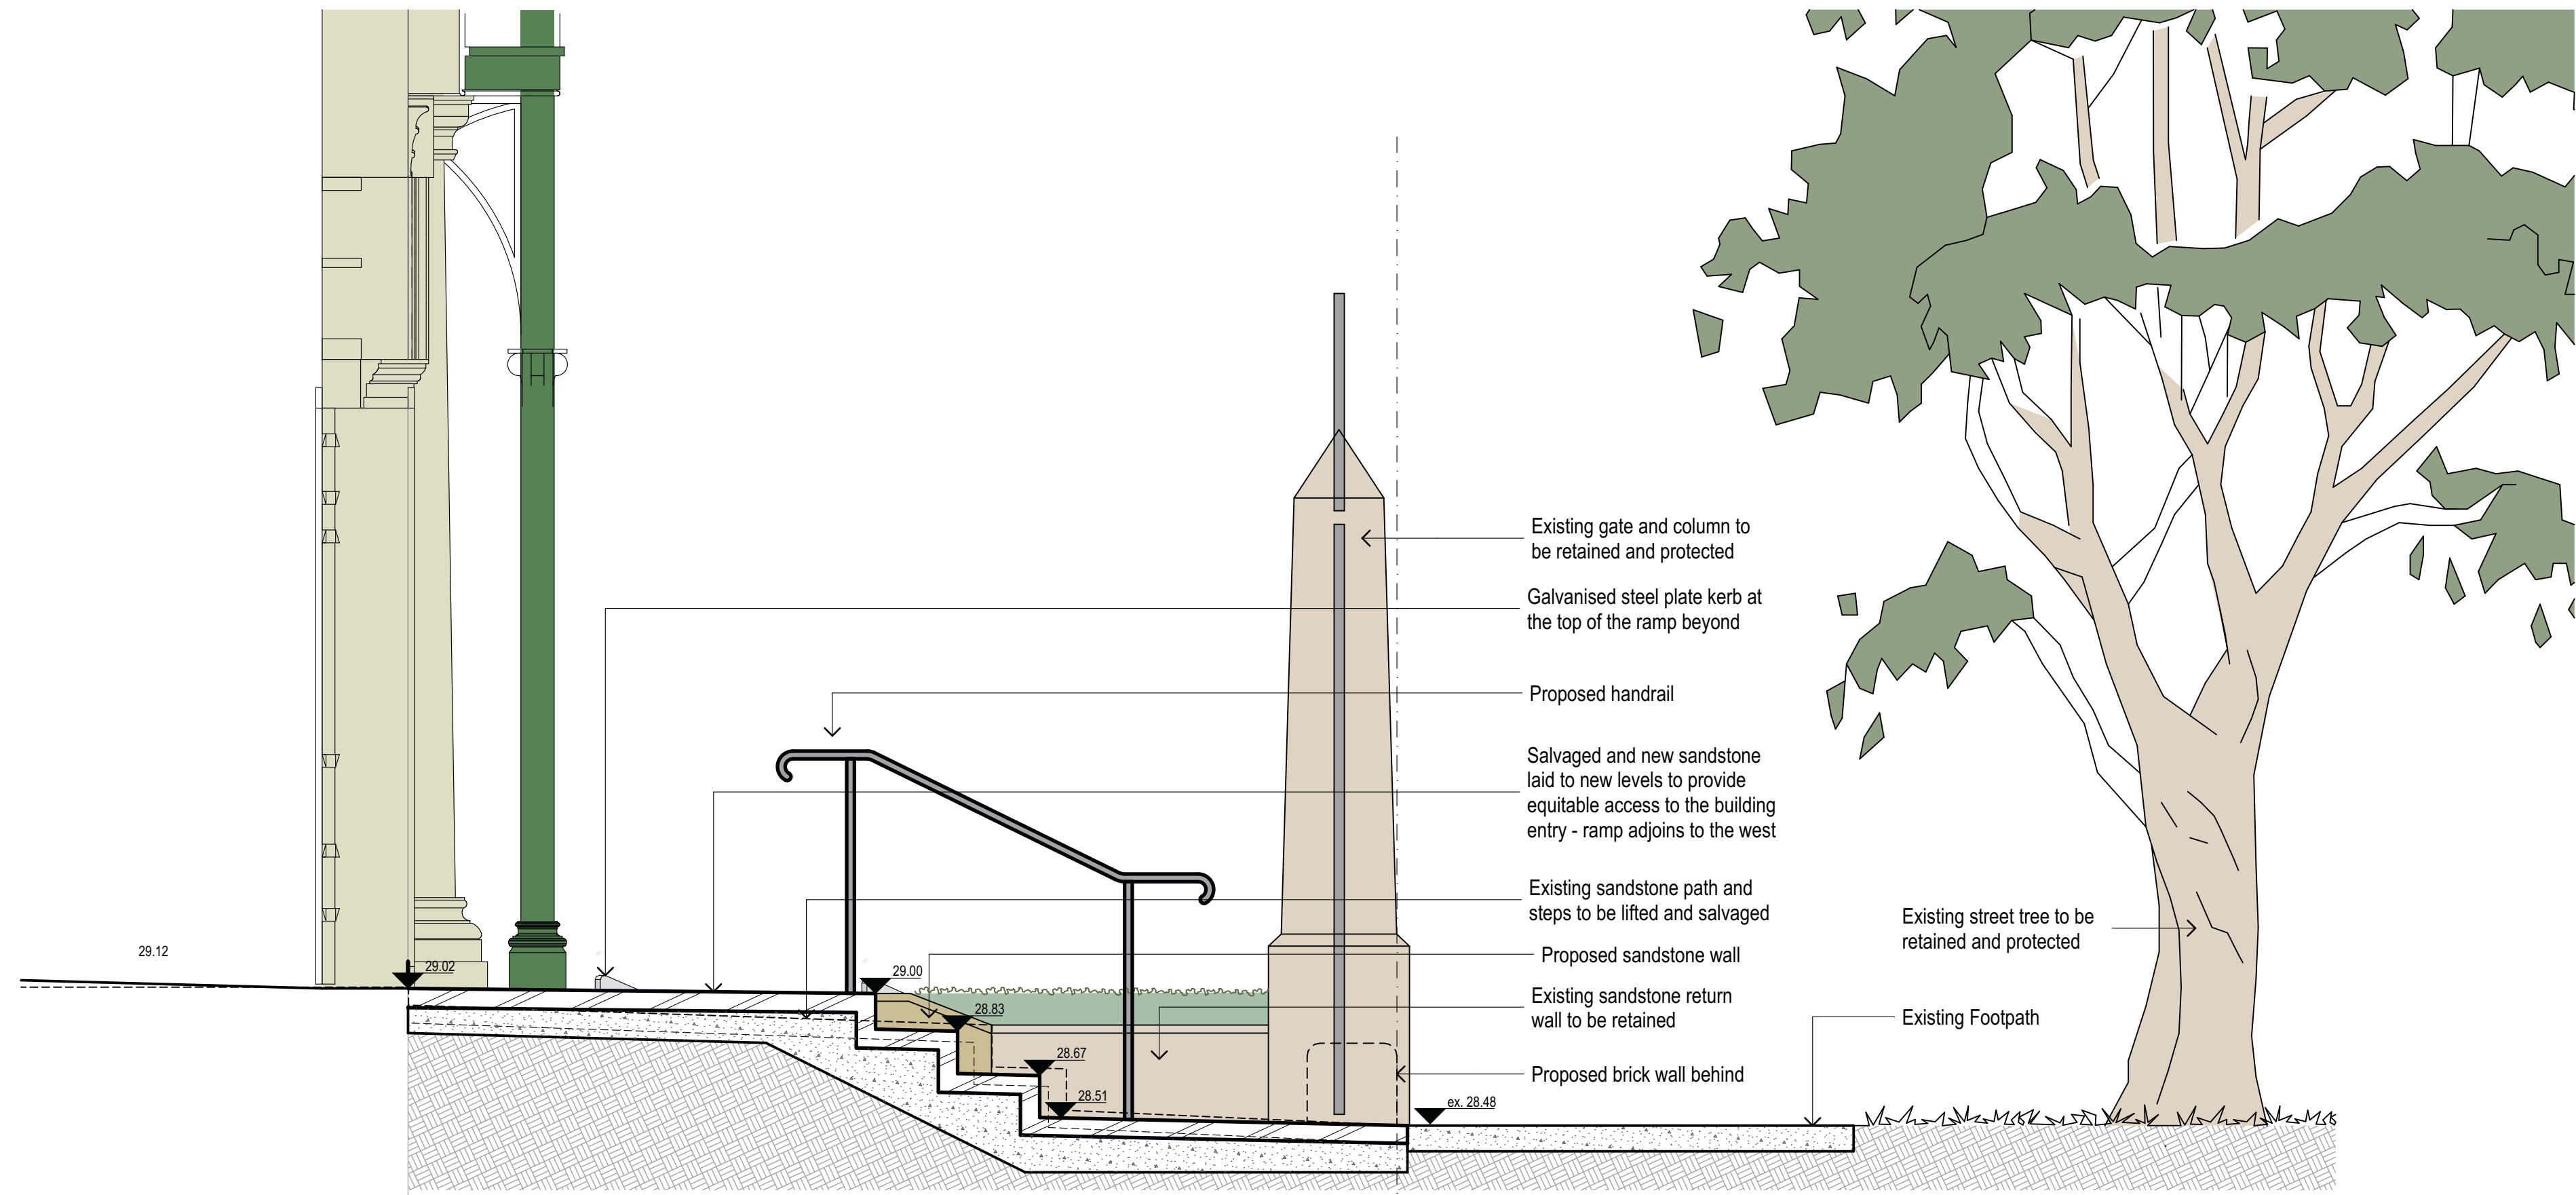 Existing gate and column to
be retained and protected
Galvanised steel plate kerb at
the top of the ramp beyond
Proposed handrail
Salvaged and new sandstone
laid to new levels to provide
equitable access to the building
entry - ramp adjoins to the west
Existing sandstone path and
steps to be lifted and salvaged
Proposed sandstone wall
Existing sandstone return
wall to be retained
Proposed brick wall behind
Existing street tree to be
retained and protected
Existing Footpath
29.12
29.02
29.00
28.83
28.67
28.51
ex. 28.48